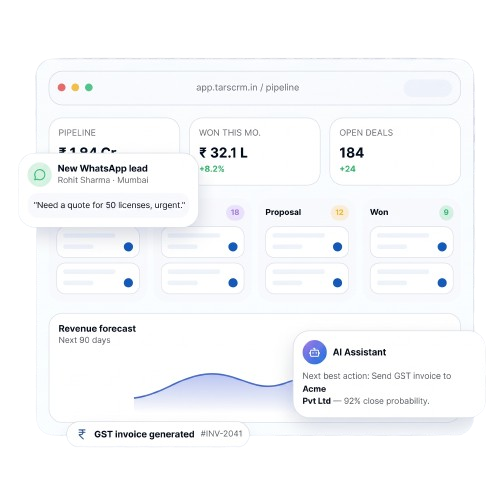 app.tarscrm.in / pipeline
PIPELINE
WON THIS MO.
OPEN DEALS
₹ 1.94 Cr
₹ 32.1 L
184
+8.2%
+24
New WhatsApp lead
Rohit Sharma · Mumbai
"Need a quote for 50 licenses, urgent."
18
Proposal
12
Won
9
Revenue forecast
Next 90 days
AI Assistant
Next best action: Send GST invoice to
Acme
Pvt Ltd — 92% close probability.
₹ GST invoice generated #INV-2041